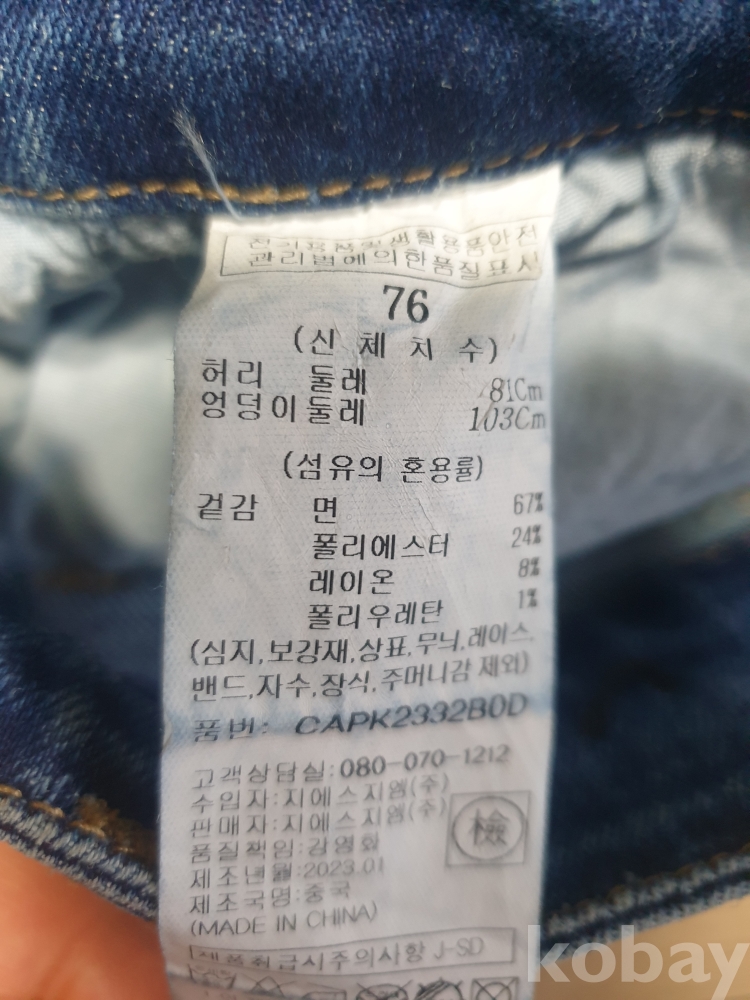 전기용품및생활용품안전
관리법에의한품질표시
76
(신 체 치 수)
허리 둘레 81Cm
엉덩이둘레 103Cm
(섬유의 혼용률)
겉감 면 67%
폴리에스터 24%
레이온 8%
폴리우레탄 1%
(심지,보강재,상표,무늬,레이스,
밴드,자수,장식,주머니감 제외)
품번: CAPK2332B0D
고객상담실:080-070-1212
수입자:지에스지엠(주)
판매자:지에스지엠(주)
품질책임:강영화
제조년월:2023.01
제조국명:중국
(MADE IN CHINA)
檢
제품취급시주의사항 J-SD
kobay